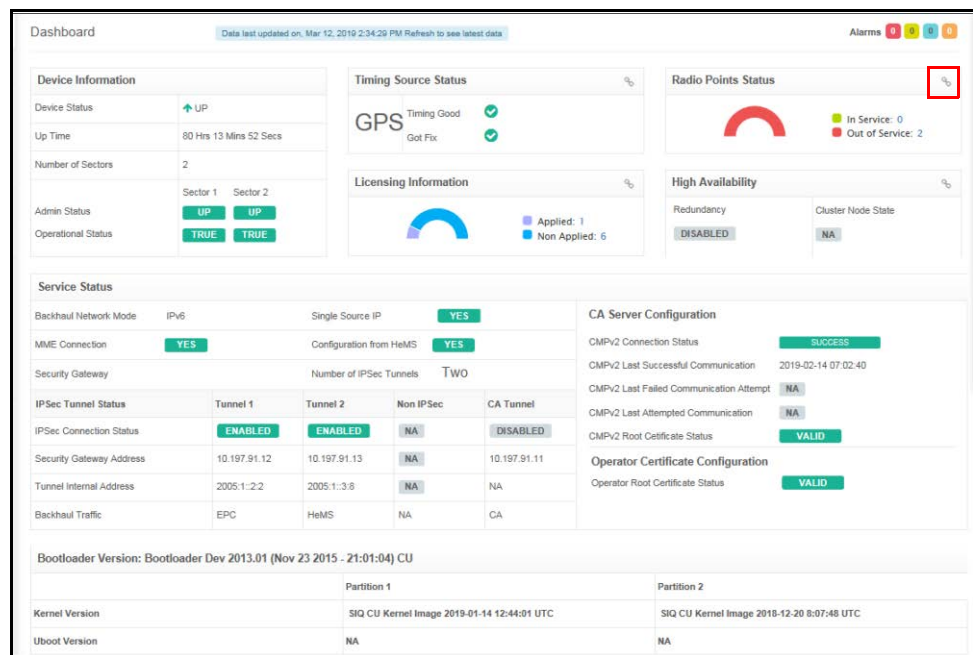 Dashboard
Data last updated on, Mar 12, 2019 2:34:29 PM Refresh to see latest data
Alarms 0 0 0 0
Device Information
Device Status UP
Up Time 80 Hrs 13 Mins 52 Secs
Number of Sectors 2
Sector 1 Sector 2
Admin Status UP UP
Operational Status TRUE TRUE
Timing Source Status
GPS
Timing Good
Got Fix
Licensing Information
Applied: 1
Non Applied: 6
Radio Points Status
In Service: 0
Out of Service: 2
High Availability
Redundancy Cluster Node State
DISABLED NA
Service Status
Backhaul Network Mode IPv6 Single Source IP YES
MME Connection YES Configuration from HeMS YES
Security Gateway Number of IPSec Tunnels Two
IPSec Tunnel Status Tunnel 1 Tunnel 2 Non IPSec CA Tunnel
IPSec Connection Status ENABLED ENABLED NA DISABLED
Security Gateway Address 10.197.91.12 10.197.91.13 NA 10.197.91.11
Tunnel Internal Address 2005:1::2:2 2005:1::3:8 NA NA
Backhaul Traffic EPC HeMS NA CA
CA Server Configuration
CMPv2 Connection Status SUCCESS
CMPv2 Last Successful Communication 2019-02-14 07:02:40
CMPv2 Last Failed Communication Attempt NA
CMPv2 Last Attempted Communication NA
CMPv2 Root Cetificate Status VALID
Operator Certificate Configuration
Operator Root Certificate Status VALID
Bootloader Version: Bootloader Dev 2013.01 (Nov 23 2015 - 21:01:04) CU
Partition 1 Partition 2
Kernel Version SIQ CU Kernel Image 2019-01-14 12:44:01 UTC SIQ CU Kernel Image 2018-12-20 8:07:48 UTC
Uboot Version NA NA